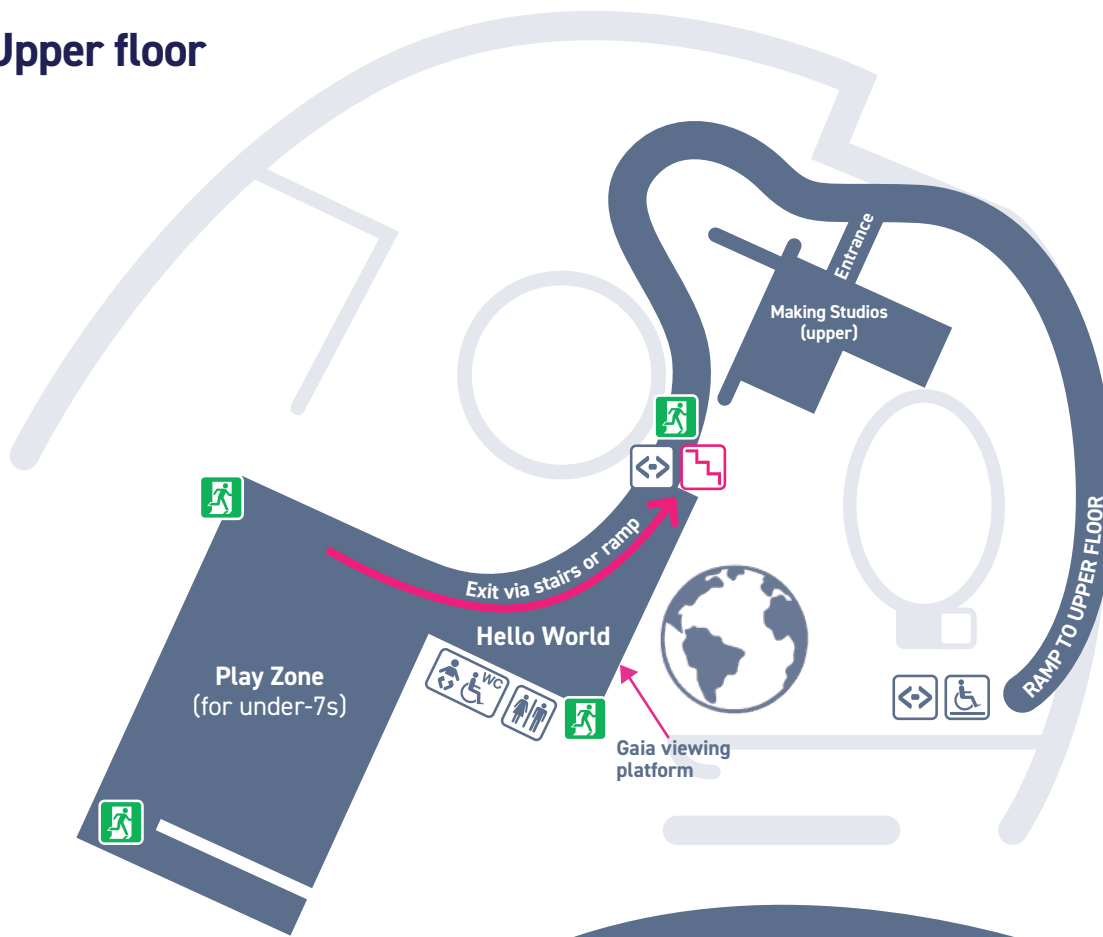 Upper floor
Entrance
Making Studios
(upper)
Exit via stairs or ramp
Hello World
Play Zone
(for under-7s)
WC
RAMP TO UPPER FLOOR
Gaia viewing
platform